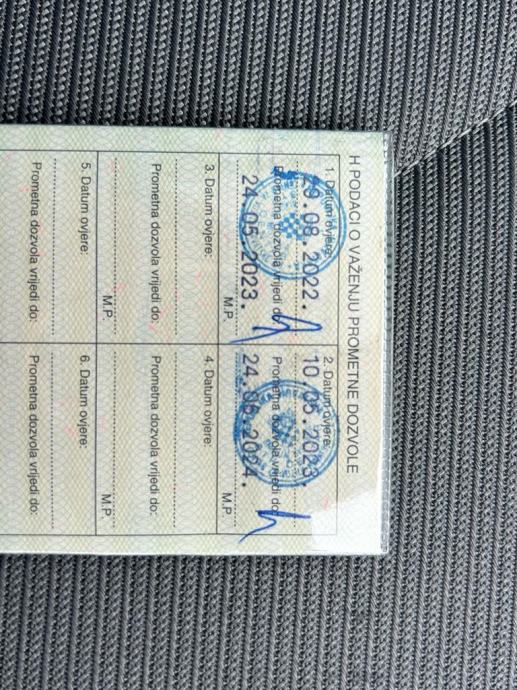 H PODACI O VAŽENJU PROMETNE DOZVOLE
1. Datum ovjere:
08.2022.
Prometna dozvola vrijedi do:
24.05.2023.
M.P.
2. Datum ovjere:
10.05.2023
Prometna dozvola vrijedi do:
24.05.2024.
M.P.
3. Datum ovjere:
Prometna dozvola vrijedi do:
M.P.
4. Datum ovjere:
Prometna dozvola vrijedi do:
M.P.
5. Datum ovjere:
Prometna dozvola vrijedi do:
6. Datum ovjere:
Prometna dozvola vrijedi do: